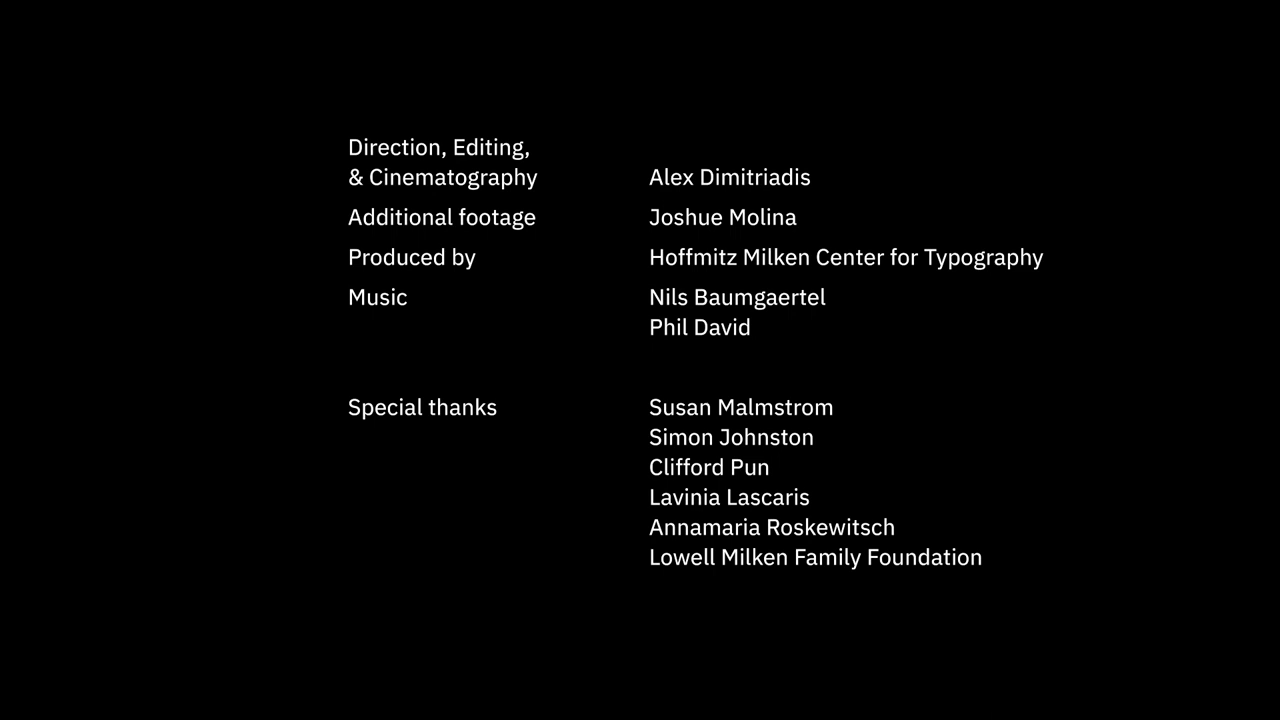 Direction, Editing,
& Cinematography Alex Dimitriadis
Additional footage Joshue Molina
Produced by Hoffmitz Milken Center for Typography
Music Nils Baumgaertel
Phil David
Special thanks Susan Malmstrom
Simon Johnston
Clifford Pun
Lavinia Lascaris
Annamaria Roskewitsch
Lowell Milken Family Foundation